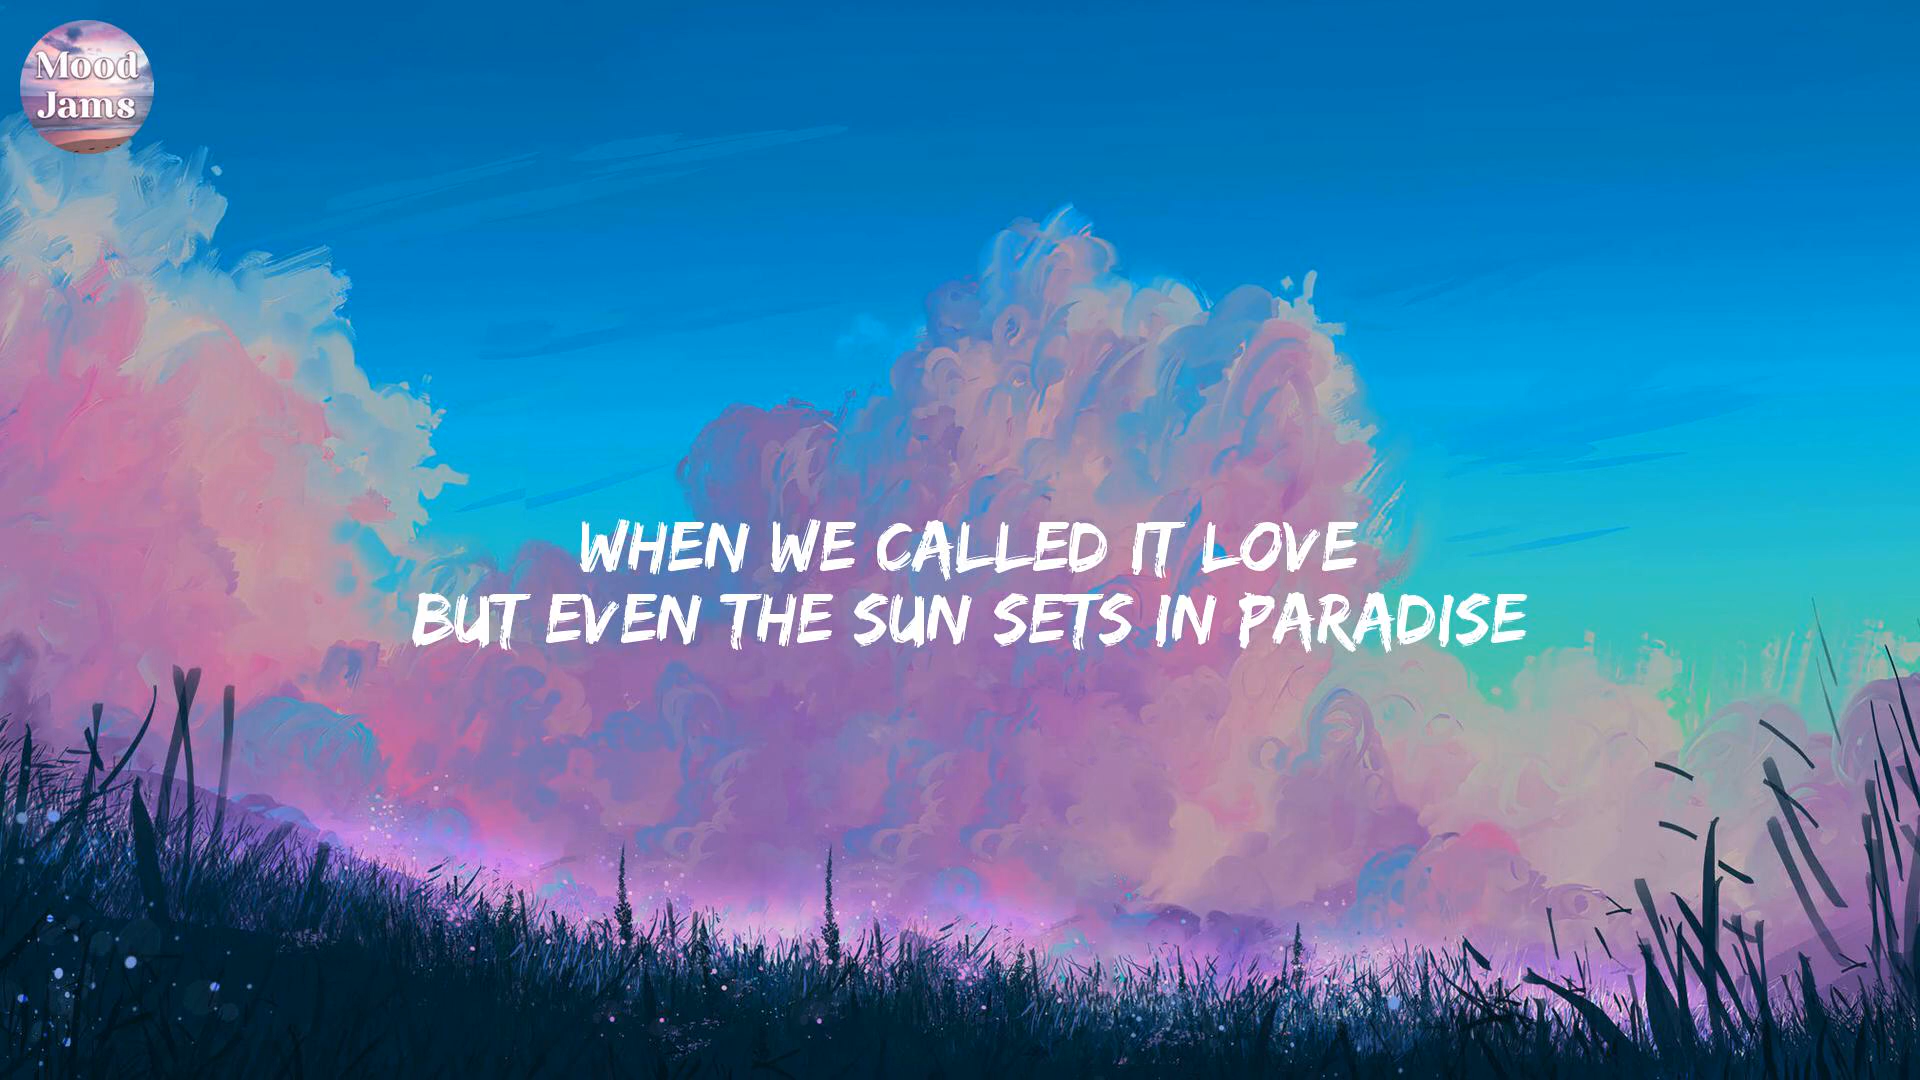 Mood
Jams
WHEN WE CALLED IT LOVE
BUT EVEN THE SUN SETS IN PARADISE